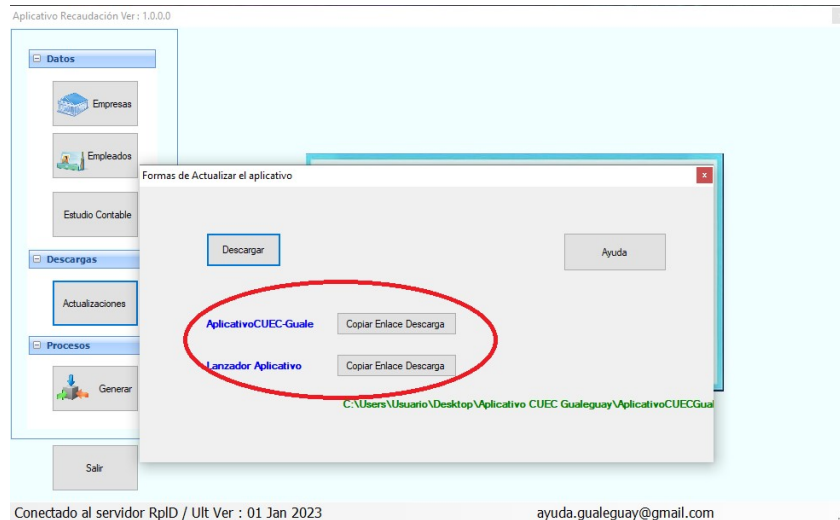 Aplicativo Recaudación Ver : 1.0.0.0
Datos
Empresas
Empleados
Estudio Contable
Descargas
Actualizaciones
Procesos
Generar
Salir
Formas de Actualizar el aplicativo
x
Descargar
Ayuda
AplicativoCUEC-Guale
Copiar Enlace Descarga
Lanzador Aplicativo
Copiar Enlace Descarga
C:\Users\Usuario\Desktop\Aplicativo CUEC Gualeguay\AplicativoCUECGual
Conectado al servidor RpID / Ult Ver : 01 Jan 2023
ayuda.gualeguay@gmail.com